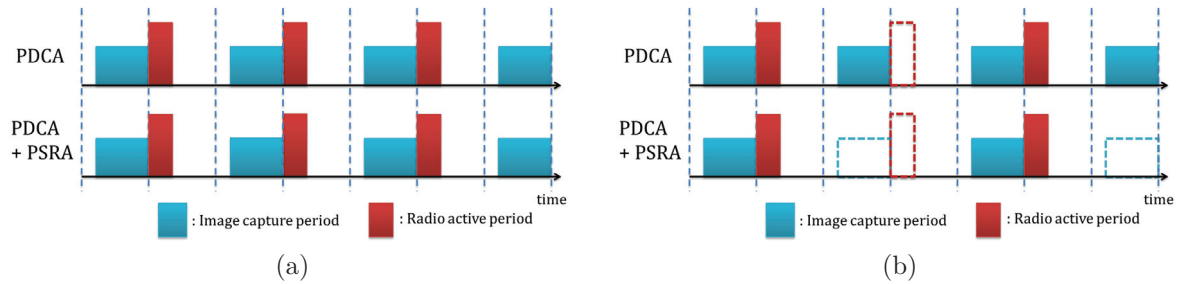 PDCA
PDCA
+ PSRA
time
: Image capture period
: Radio active period
(a)
PDCA
PDCA
+ PSRA
time
: Image capture period
: Radio active period
(b)